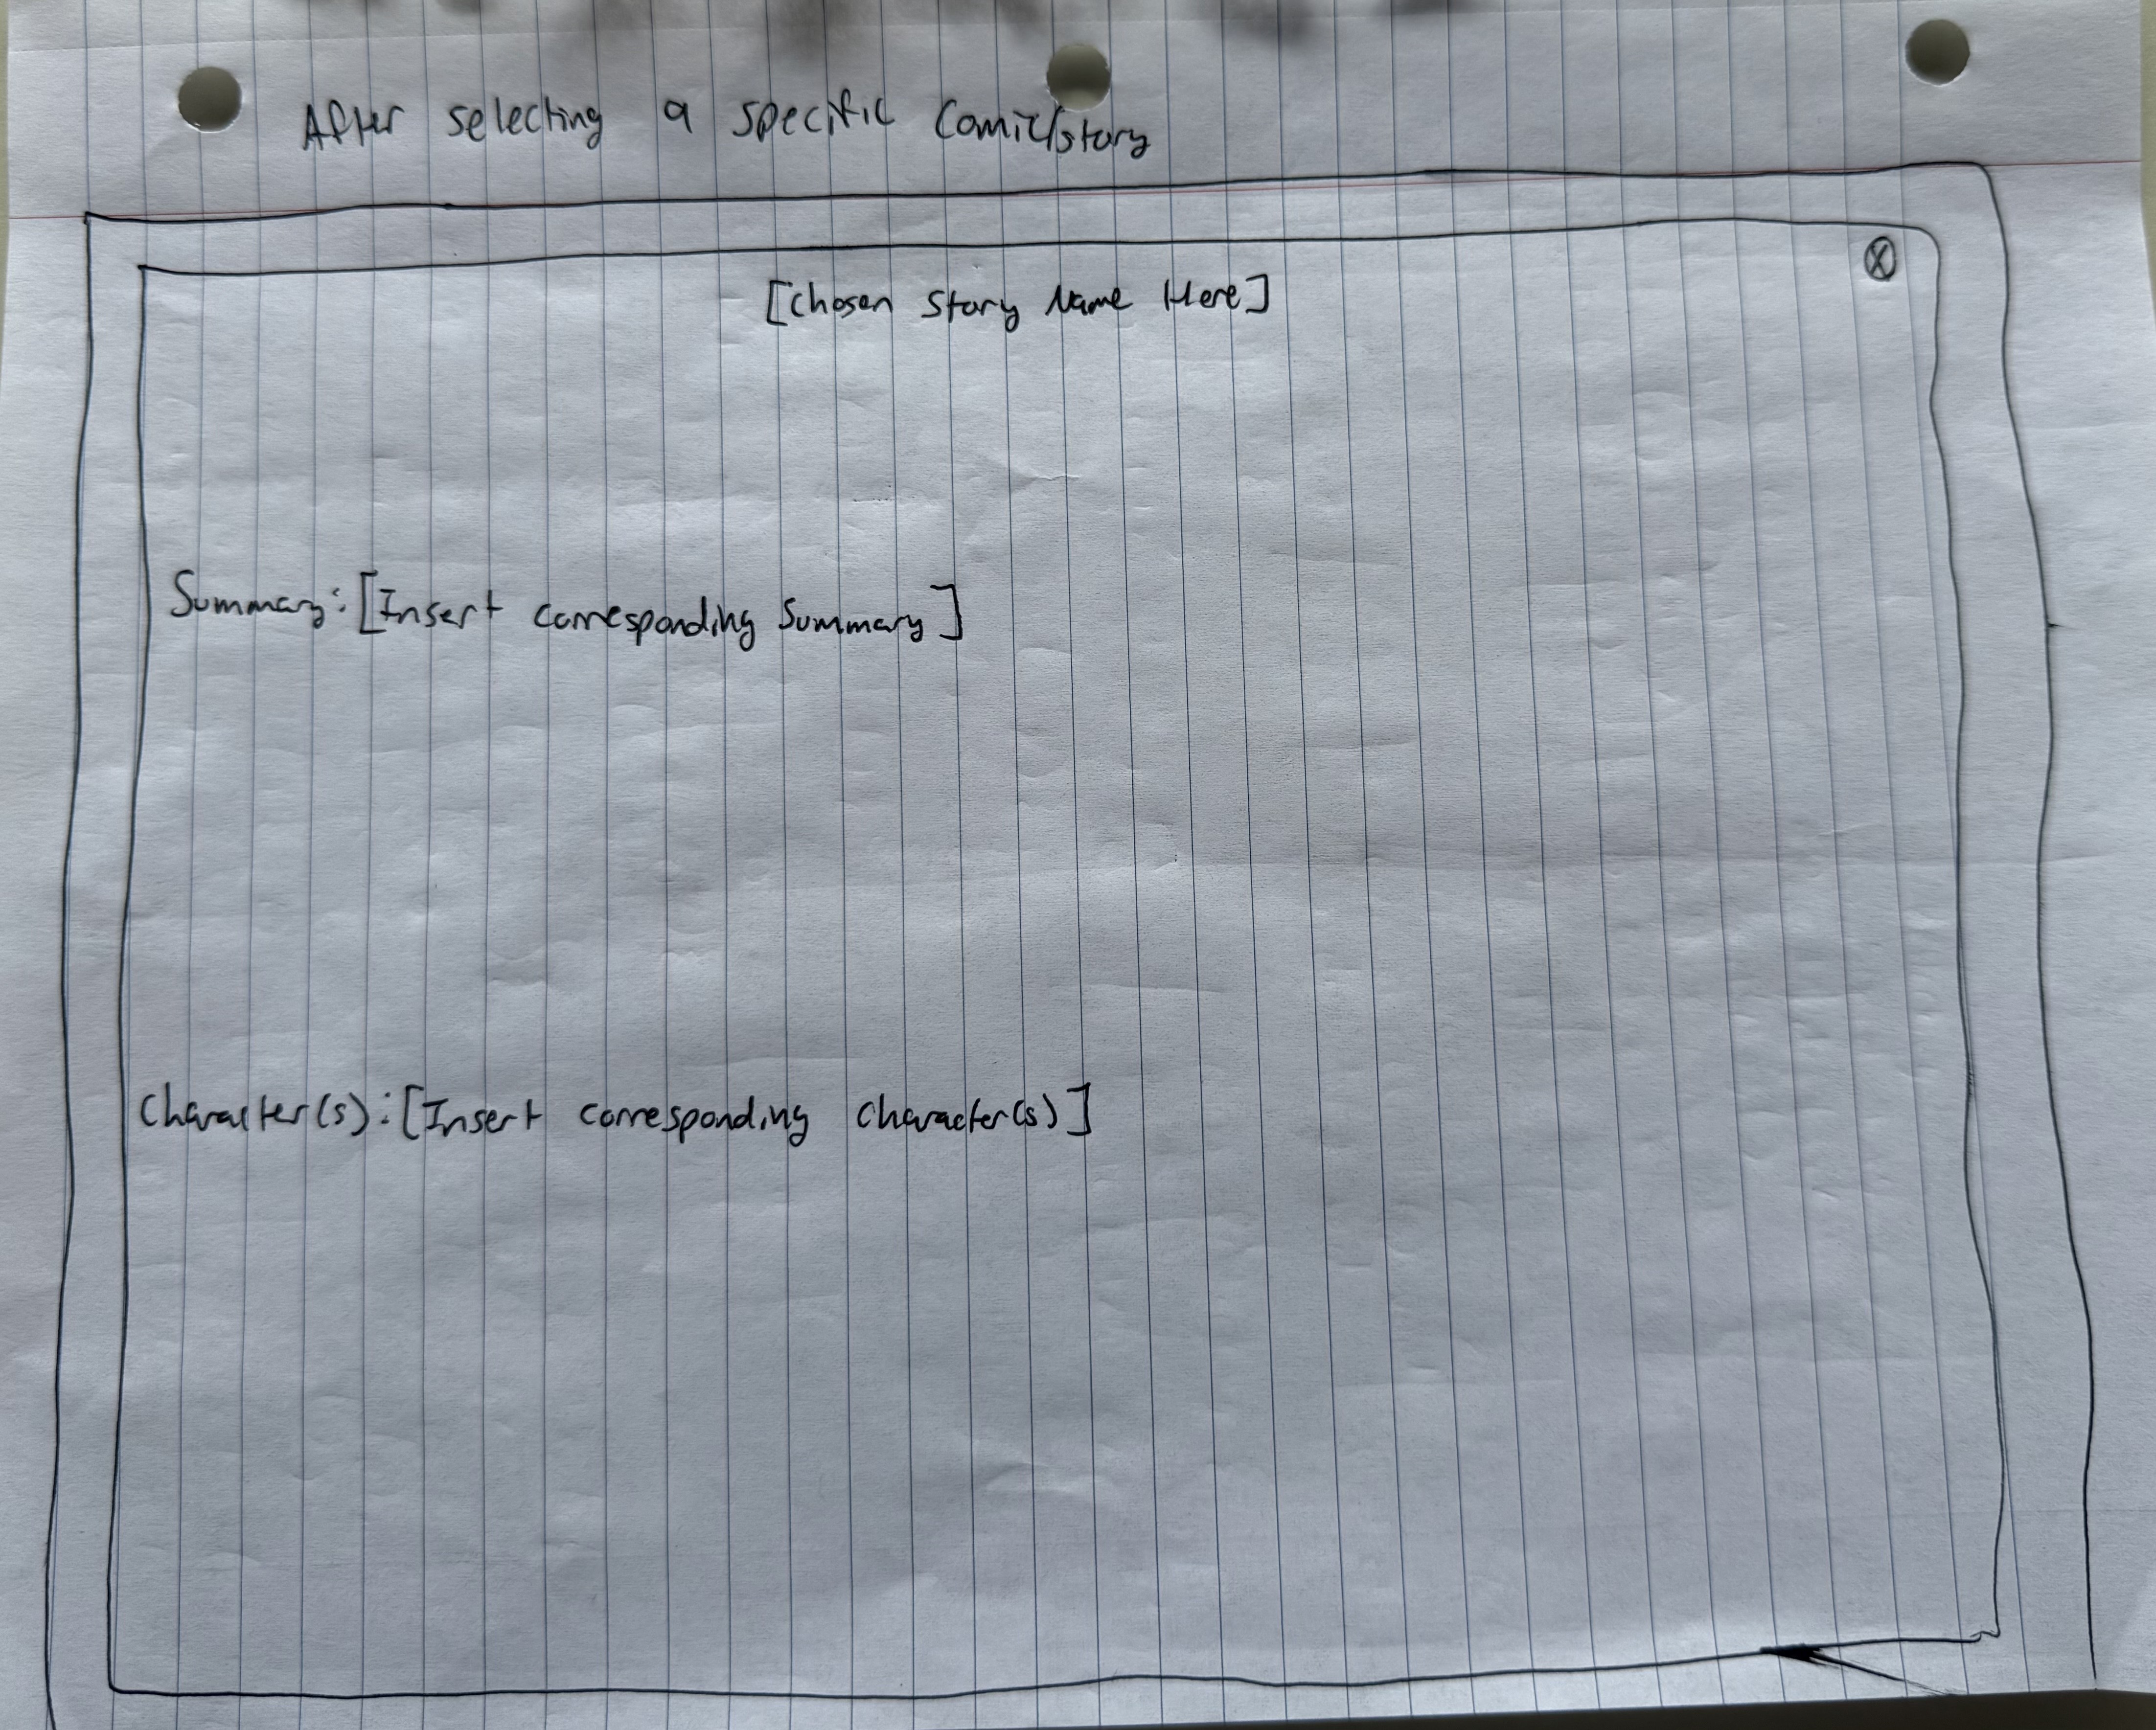 After selecting a specific Comic/story
[Chosen Story Name Here]
X
Summary: [Insert corresponding Summary]
Character(s): [Insert corresponding Character(s)]